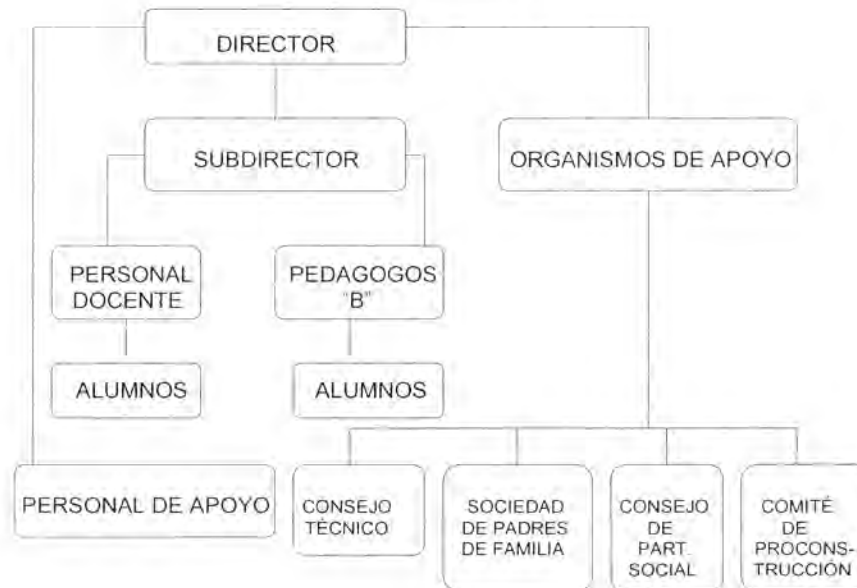 DIRECTOR
SUBDIRECTOR
ORGANISMOS DE APOYO
PERSONAL
DOCENTE
PEDAGOGOS
"B"
ALUMNOS
ALUMNOS
PERSONAL DE APOYO
CONSEJO
TÉCNICO
SOCIEDAD
DE PADRES
DE FAMILIA
CONSEJO
DE
PART.
SOCIAL
COMITÉ
DE
PROCONS-
TRUCCIÓN